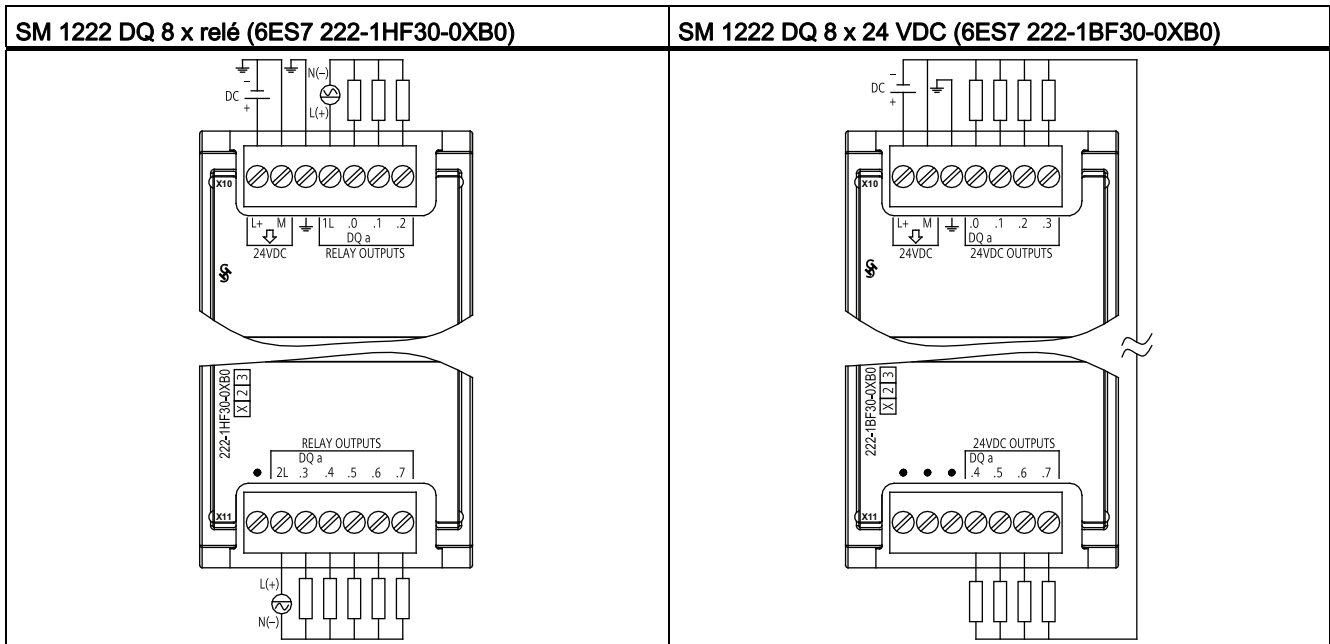 SM 1222 DQ 8 x relé (6ES7 222-1HF30-0XB0)
SM 1222 DQ 8 x 24 VDC (6ES7 222-1BF30-0XB0)
DC
−
+
N(−)
L(+)
X10
L+ M 1L .0 .1 .2
DQ a
24VDC RELAY OUTPUTS
222-1HF30-0XB0
X 2 3
RELAY OUTPUTS
DQ a
2L .3 .4 .5 .6 .7
X11
L(+)
N(−)
DC
−
+
X10
L+ M .0 .1 .2 .3
DQ a
24VDC 24VDC OUTPUTS
222-1BF30-0XB0
X 2 3
24VDC OUTPUTS
DQ a
.4 .5 .6 .7
X11